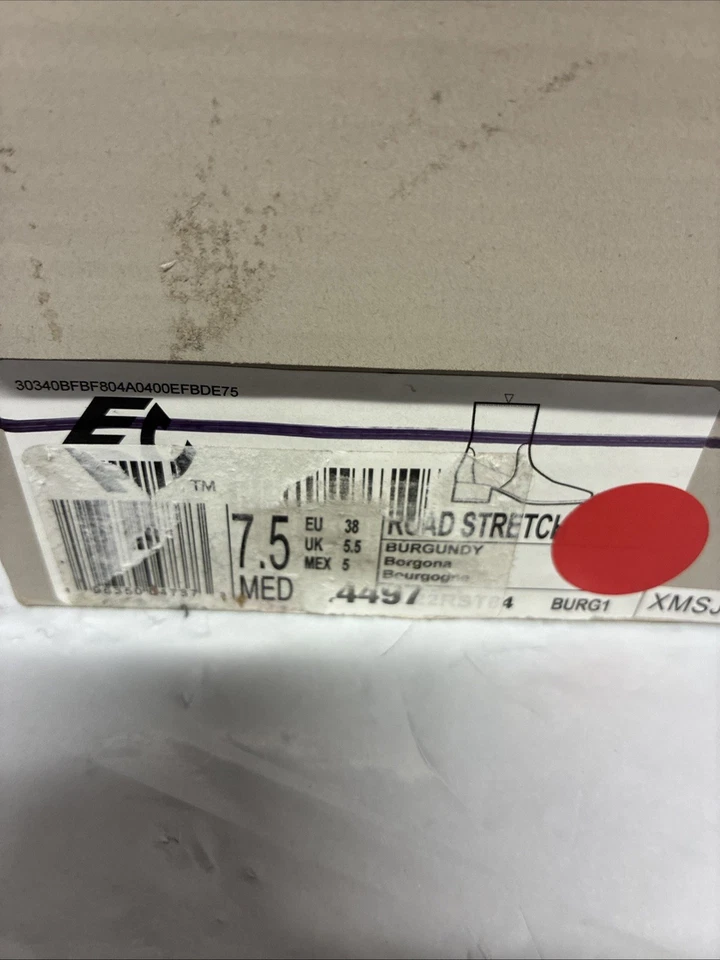 30340BFBF804A0400EFBDE75
TM
7.5
MED
EU 38
UK 5.5
MEX 5
ROAD STRETCH
BURGUNDY
Borgona
Bourgogne
4497
4
BURG1
XMSJ